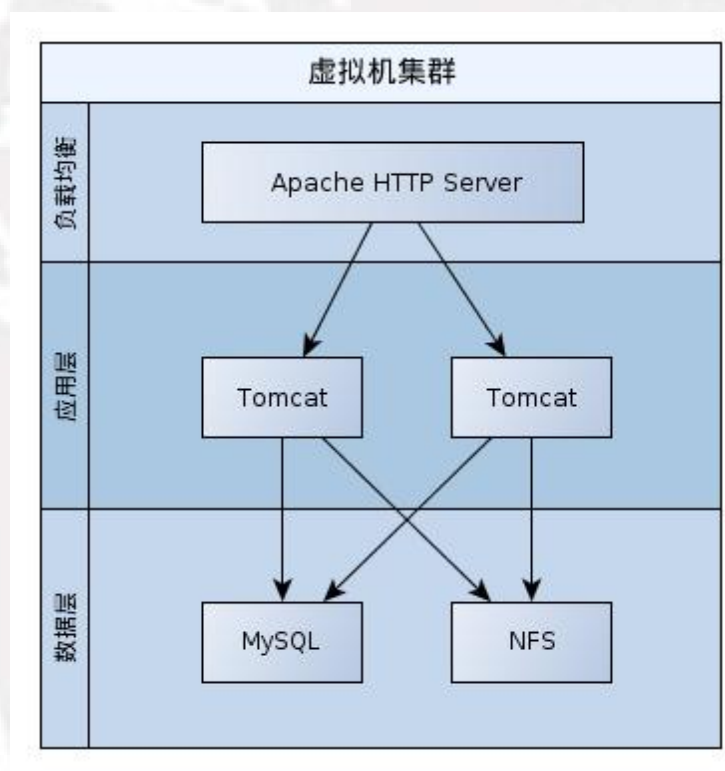 虚拟机集群
负载均衡
Apache HTTP Server
应用层
Tomcat
Tomcat
数据层
MySQL
NFS